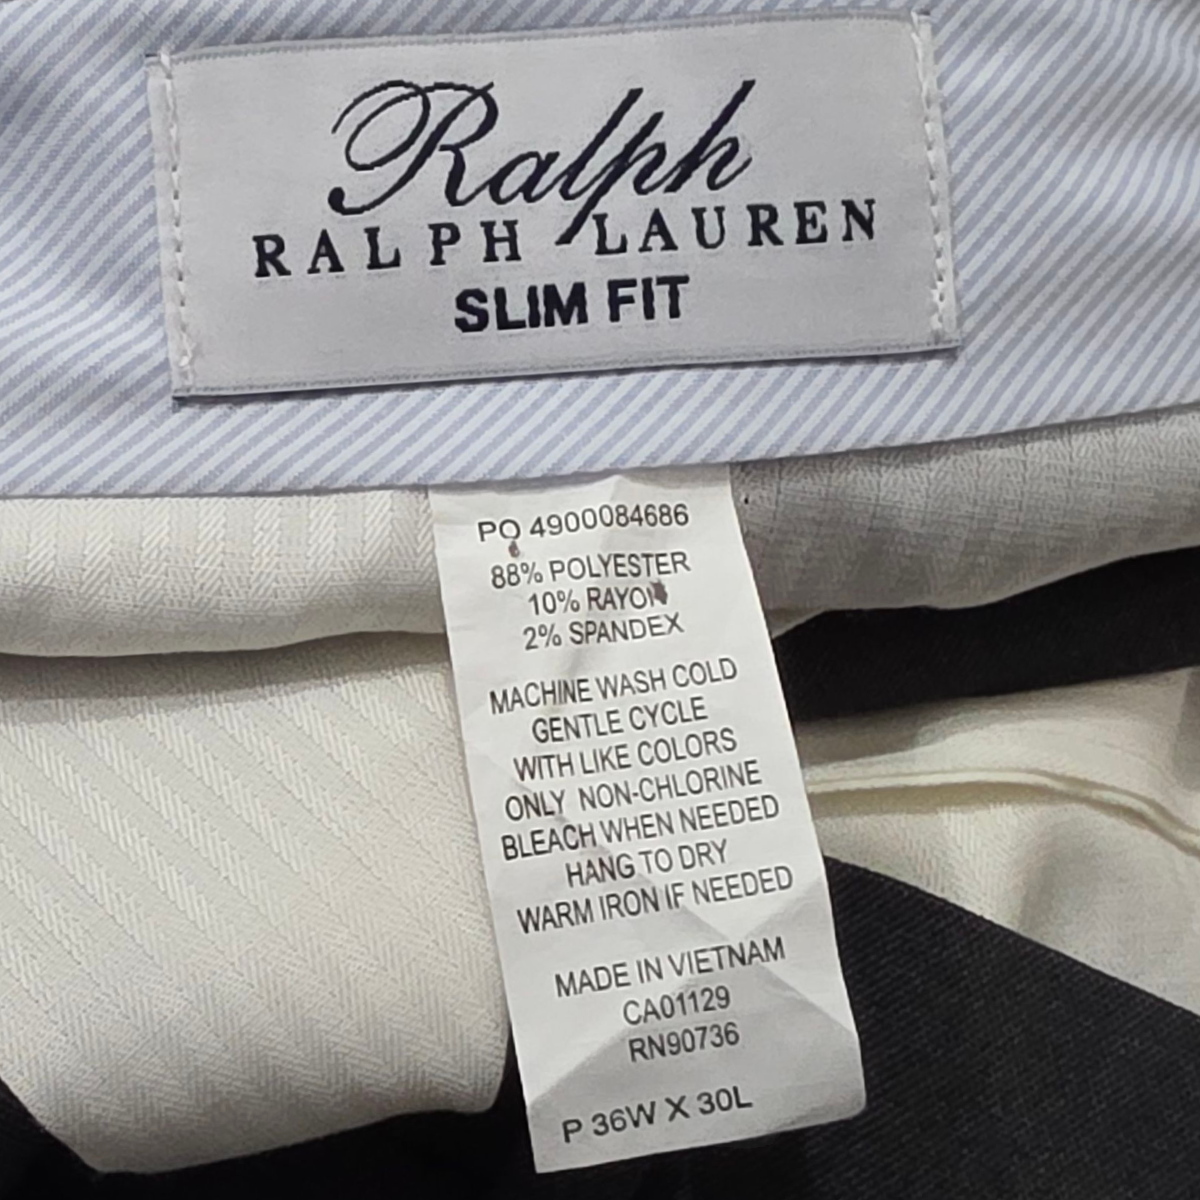 Ralph
RALPH LAUREN
SLIM FIT
PO 4900084686
88% POLYESTER
10% RAYON
2% SPANDEX
MACHINE WASH COLD
GENTLE CYCLE
WITH LIKE COLORS
ONLY NON-CHLORINE
BLEACH WHEN NEEDED
HANG TO DRY
WARM IRON IF NEEDED
MADE IN VIETNAM
CA01129
RN90736
P 36W X 30L